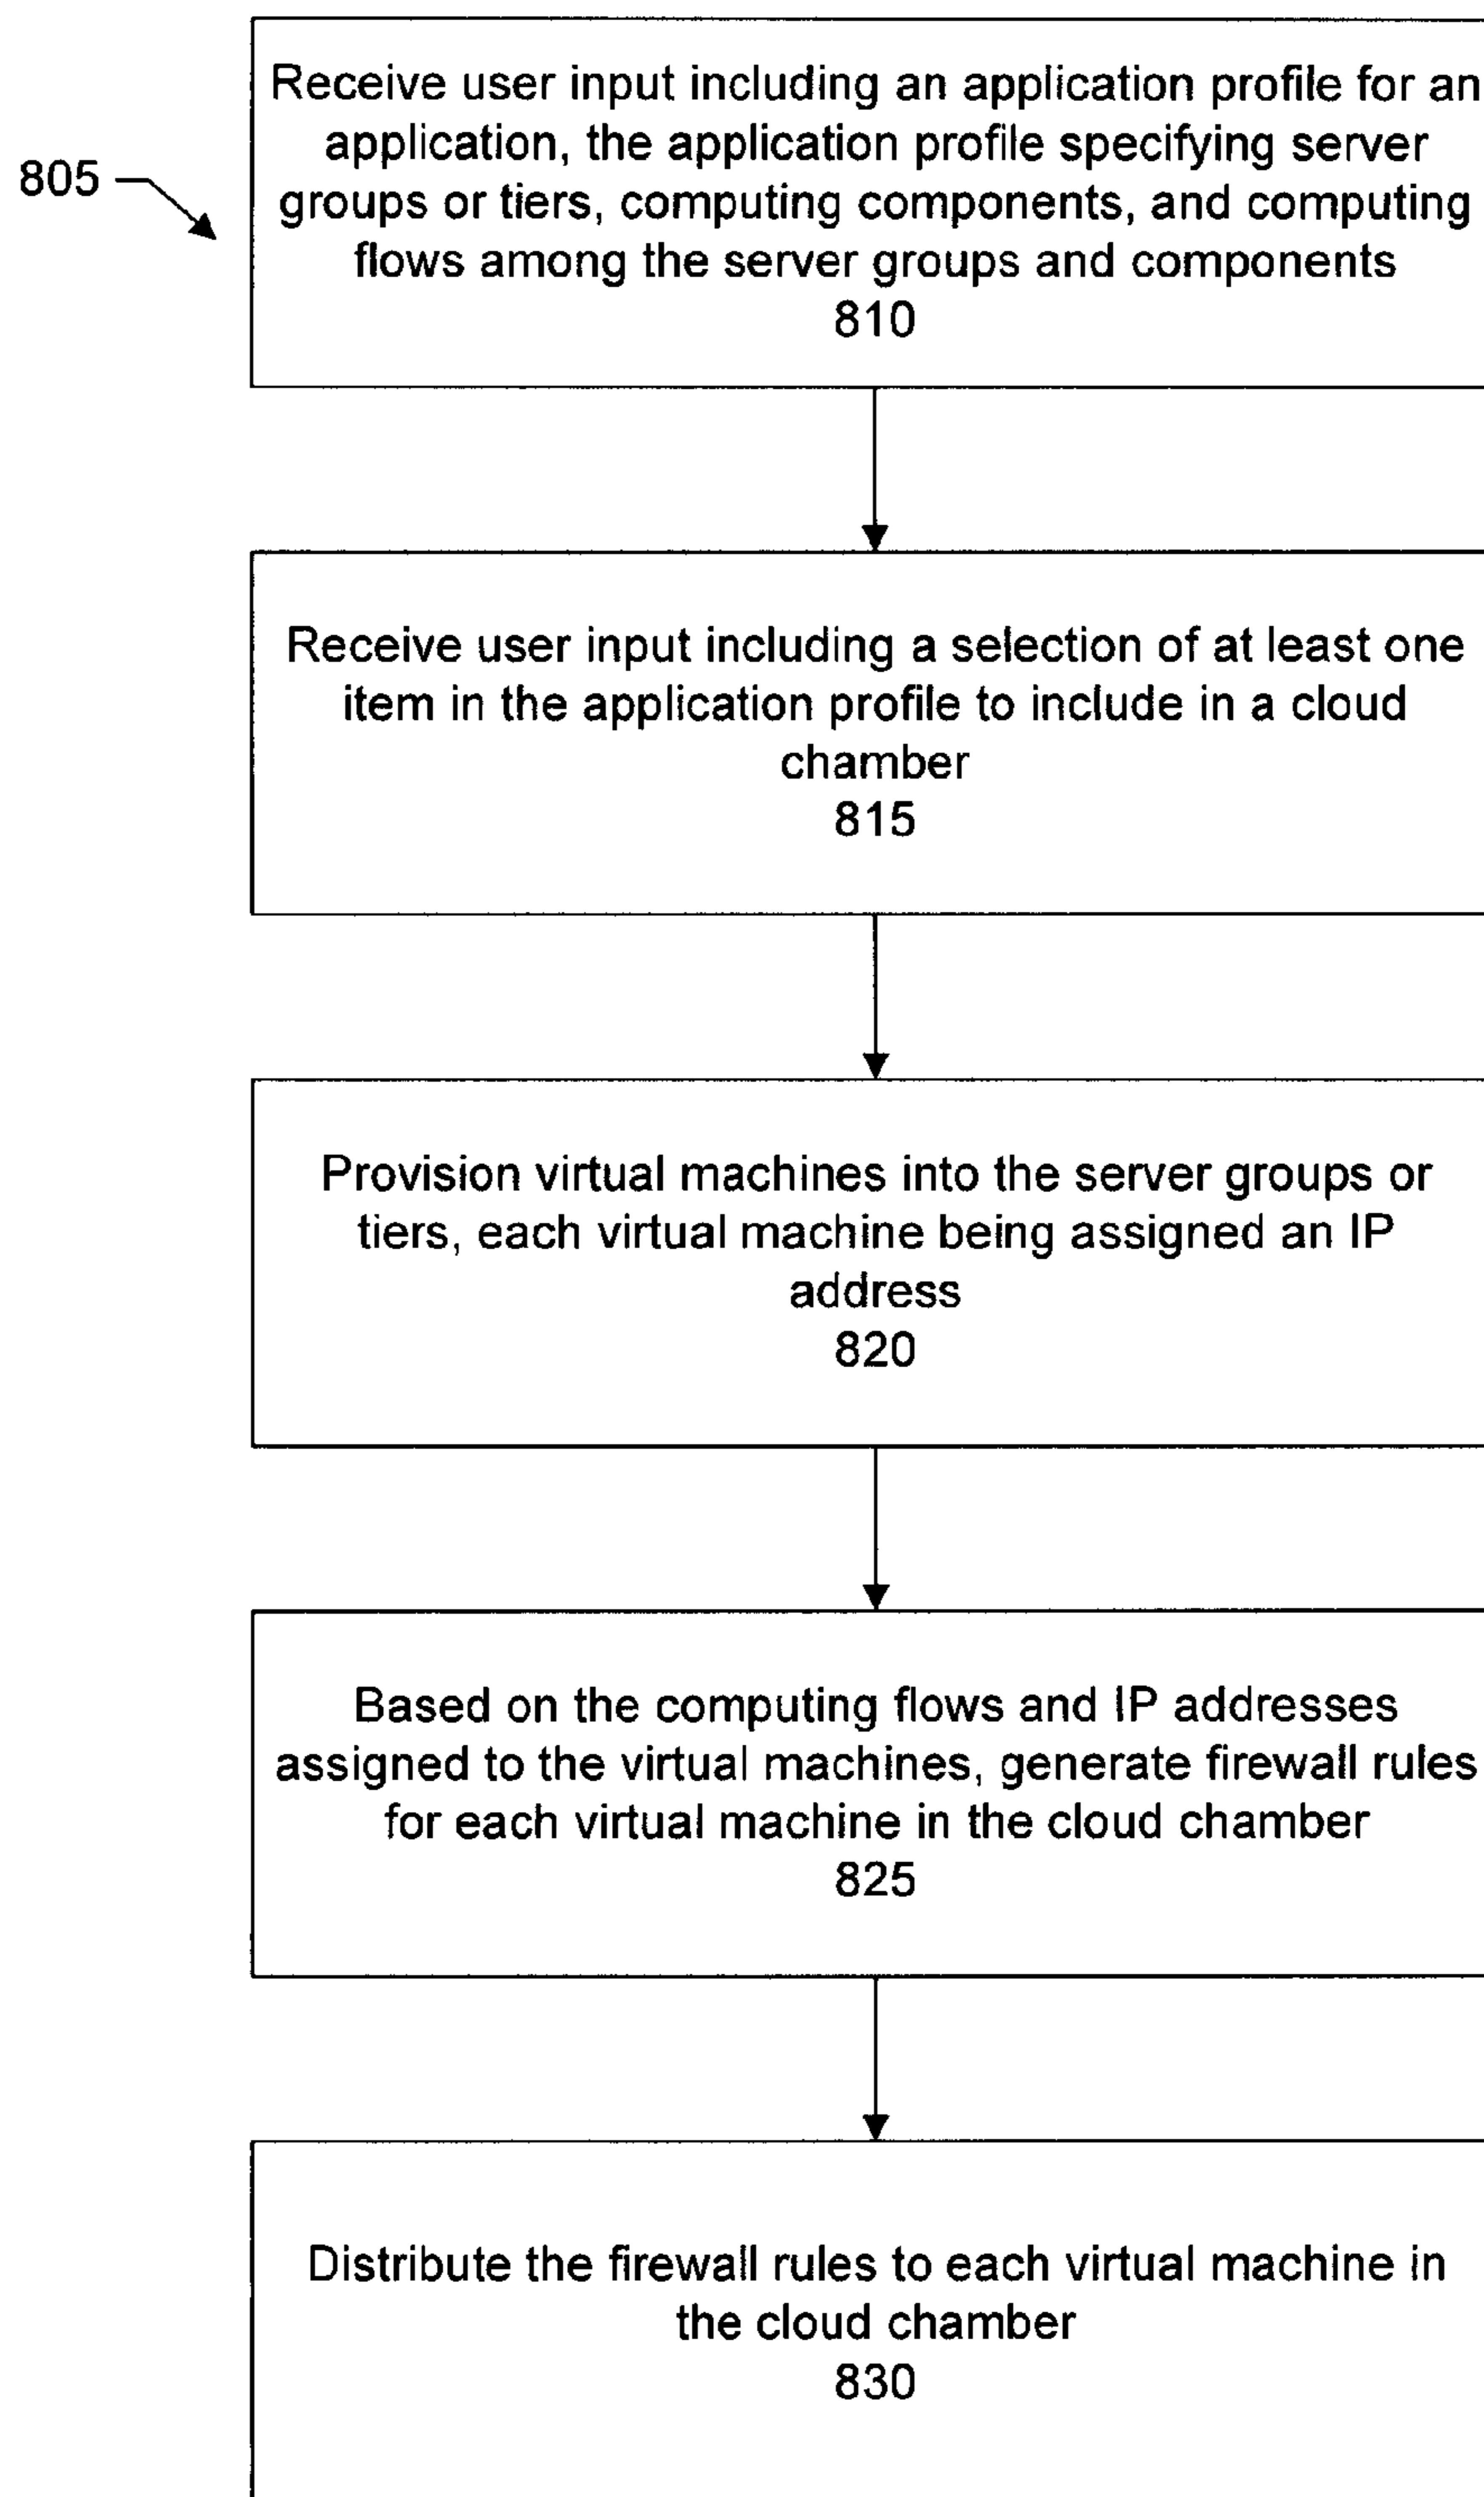 Receive user input including an application profile for an
application, the application profile specifying server
805
groups or tiers, computing components, and computing
flows among the server groups and components
810
Receive user input including a selection of at least one
item in the application profile to include in a cloud
chamber
815
Provision virtual machines into the server groups or
tiers, each virtual machine being assigned an IP
address
820
Based on the computing flows and IP addresses
assigned to the virtual machines, generate firewall rules
for each virtual machine in the cloud chamber
825
Distribute the firewall rules to each virtual machine in
the cloud chamber
830